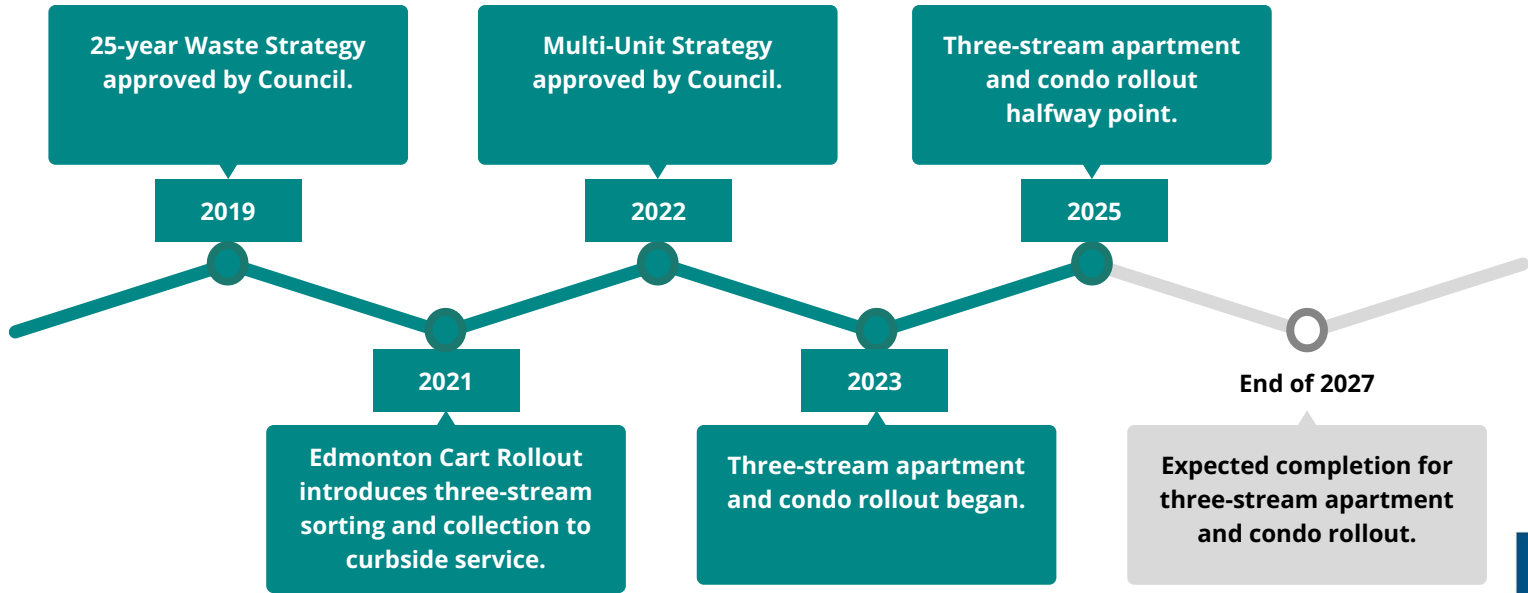 25-year Waste Strategy
approved by Council.
2019
Edmonton Cart Rollout
introduces three-stream
sorting and collection to
curbside service.
2021
Multi-Unit Strategy
approved by Council.
2022
Three-stream apartment
and condo rollout began.
2023
Three-stream apartment
and condo rollout
halfway point.
2025
End of 2027
Expected completion for
three-stream apartment
and condo rollout.